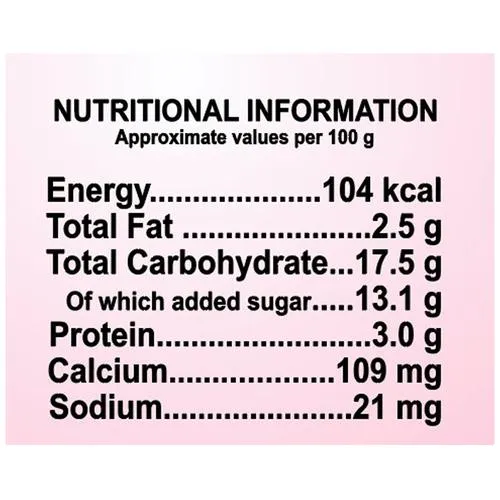 NUTRITIONAL INFORMATION
Approximate values per 100 g
Energy....................104 kcal
Total Fat ......................2.5 g
Total Carbohydrate...17.5 g
Of which added sugar.....13.1 g
Protein.........................3.0 g
Calcium....................109 mg
Sodium......................21 mg